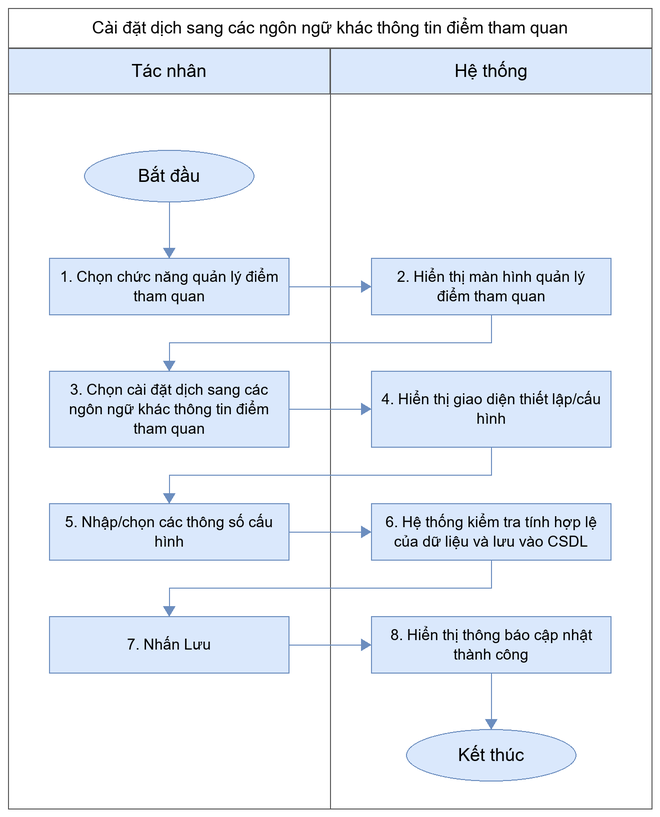 Cài đặt dịch sang các ngôn ngữ khác thông tin điểm tham quan
Tác nhân
Hệ thống
Bắt đầu
1. Chọn chức năng quản lý điểm
tham quan
2. Hiển thị màn hình quản lý
điểm tham quan
3. Chọn cài đặt dịch sang các
ngôn ngữ khác thông tin điểm
tham quan
4. Hiển thị giao diện thiết lập/cấu
hình
5. Nhập/chọn các thông số cấu
hình
6. Hệ thống kiểm tra tính hợp lệ
của dữ liệu và lưu vào CSDL
7. Nhấn Lưu
8. Hiển thị thông báo cập nhật
thành công
Kết thúc